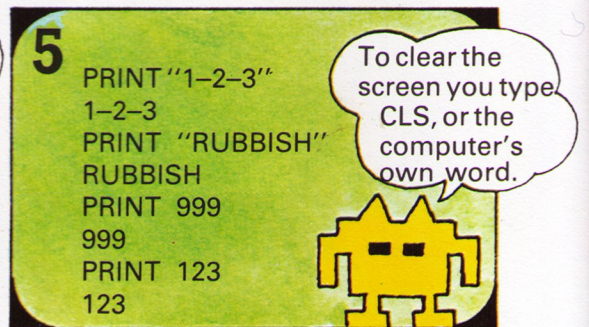 5
PRINT "1–2–3"
1–2–3
PRINT "RUBBISH"
RUBBISH
PRINT 999
999
PRINT 123
123
To clear the
screen you type
CLS, or the
computer's
own word.